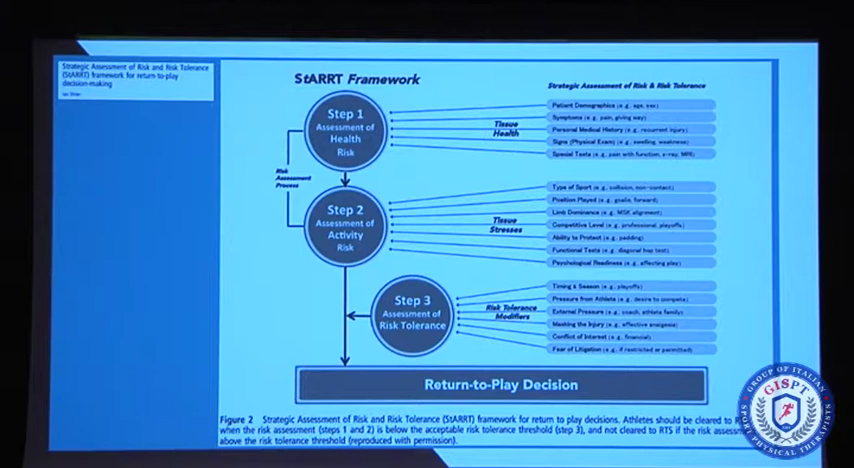 Strategic Assessment of Risk and Risk Tolerance
(StARRT) framework for return-to-play
decision-making
Ian Shrier
StARRT Framework
Strategic Assessment of Risk & Risk Tolerance
Step 1
Assessment of
Health
Risk
Tissue
Health
Patient Demographics (e.g., age, sex)
Symptoms (e.g., pain, giving way)
Personal Medical History (e.g., recurrent injury)
Signs (Physical Exam) (e.g., swelling, weakness)
Special Tests (e.g., pain with function, x-ray, MRI)
Risk
Assessment
Process
Step 2
Assessment of
Activity
Risk
Tissue
Stresses
Type of Sport (e.g., collision, non-contact)
Position Played (e.g., goalie, forward)
Limb Dominance (e.g., MSK alignment)
Competitive Level (e.g., professional, playoffs)
Ability to Protect (e.g., padding)
Functional Tests (e.g., diagonal hop test)
Psychological Readiness (e.g., affecting play)
Step 3
Assessment of
Risk Tolerance
Risk Tolerance
Modifiers
Timing & Season (e.g., playoffs)
Pressure from Athlete (e.g., desire to compete)
External Pressure (e.g., coach, athlete family)
Masking the Injury (e.g., effective analgesia)
Conflict of Interest (e.g., financial)
Fear of Litigation (e.g., if restricted or permitted)
Return-to-Play Decision
Figure 2 Strategic Assessment of Risk and Risk Tolerance (StARRT) framework for return to play decisions. Athletes should be cleared to
when the risk assessment (steps 1 and 2) is below the acceptable risk tolerance threshold (step 3), and not cleared to RTS if the risk
above the risk tolerance threshold (reproduced with permission).
GROUP OF ITALIAN
GISPT
SPORT PHYSICAL THERAPISTS